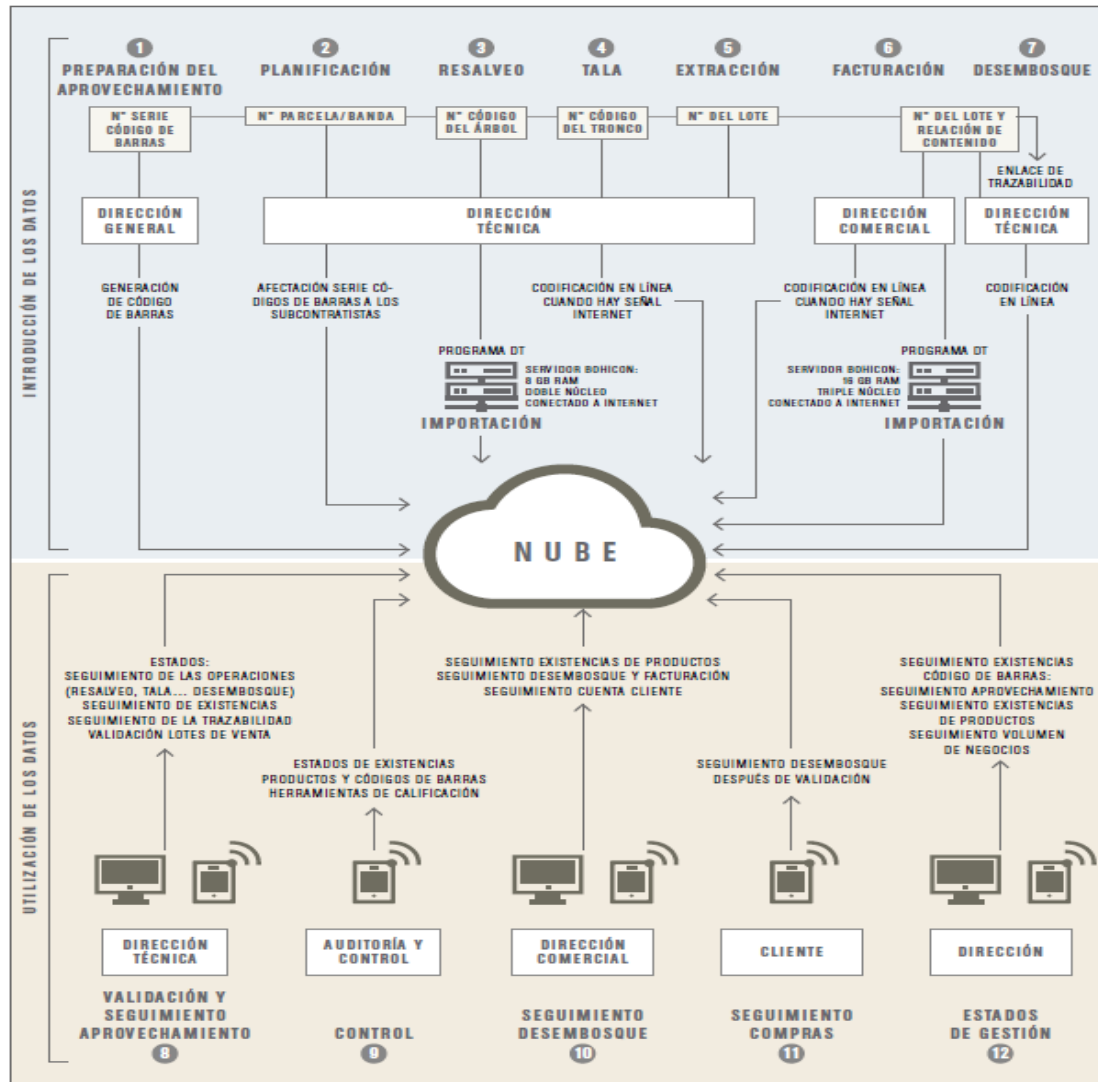 INTRODUCCIÓN DE LOS DATOS
1
PREPARACIÓN DEL
APROVECHAMIENTO
2
PLANIFICACIÓN
3
RESALVEO
4
TALA
5
EXTRACCIÓN
6
FACTURACIÓN
7
DESEMBOSQUE
N° SERIE
CÓDIGO DE
BARRAS
N° PARCELA/BANDA
N° CÓDIGO
DEL ÁRBOL
N° CÓDIGO
DEL TRONCO
N° DEL LOTE
N° DEL LOTE Y
RELACIÓN DE
CONTENIDO
ENLACE DE
TRAZABILIDAD
DIRECCIÓN
GENERAL
DIRECCIÓN
TÉCNICA
DIRECCIÓN
COMERCIAL
DIRECCIÓN
TÉCNICA
GENERACIÓN
DE CÓDIGO
DE BARRAS
AFECTACIÓN SERIE CÓ-
DIGOS DE BARRAS A LOS
SUBCONTRATISTAS
CODIFICACIÓN EN LÍNEA
CUANDO HAY SEÑAL
INTERNET
CODIFICACIÓN EN LÍNEA
CUANDO HAY SEÑAL
INTERNET
CODIFICACIÓN
EN LÍNEA
PROGRAMA DT
SERVIDOR BOHICON:
8 GB RAM
DOBLE NÚCLEO
CONECTADO A INTERNET
IMPORTACIÓN
PROGRAMA DT
SERVIDOR BOHICON:
16 GB RAM
TRIPLE NÚCLEO
CONECTADO A INTERNET
IMPORTACIÓN
NUBE
UTILIZACIÓN DE LOS DATOS
ESTADOS:
SEGUIMIENTO DE LAS OPERACIONES
(RESALVEO, TALA... DESEMBOSQUE)
SEGUIMIENTO DE EXISTENCIAS
SEGUIMIENTO DE LA TRAZABILIDAD
VALIDACIÓN LOTES DE VENTA
ESTADOS DE EXISTENCIAS
PRODUCTOS Y CÓDIGOS DE BARRAS
HERRAMIENTAS DE CALIFICACIÓN
SEGUIMIENTO EXISTENCIAS DE PRODUCTOS
SEGUIMIENTO DESEMBOSQUE Y FACTURACIÓN
SEGUIMIENTO CUENTA CLIENTE
SEGUIMIENTO DESEMBOSQUE
DESPUÉS DE VALIDACIÓN
SEGUIMIENTO EXISTENCIAS
CÓDIGO DE BARRAS:
SEGUIMIENTO APROVECHAMIENTO
SEGUIMIENTO EXISTENCIAS
DE PRODUCTOS
SEGUIMIENTO VOLUMEN
DE NEGOCIOS
DIRECCIÓN
TÉCNICA
AUDITORÍA Y
CONTROL
DIRECCIÓN
COMERCIAL
CLIENTE
DIRECCIÓN
VALIDACIÓN Y
SEGUIMIENTO
APROVECHAMIENTO
8
CONTROL
9
SEGUIMIENTO
DESEMBOSQUE
10
SEGUIMIENTO
COMPRAS
11
ESTADOS
DE GESTIÓN
12